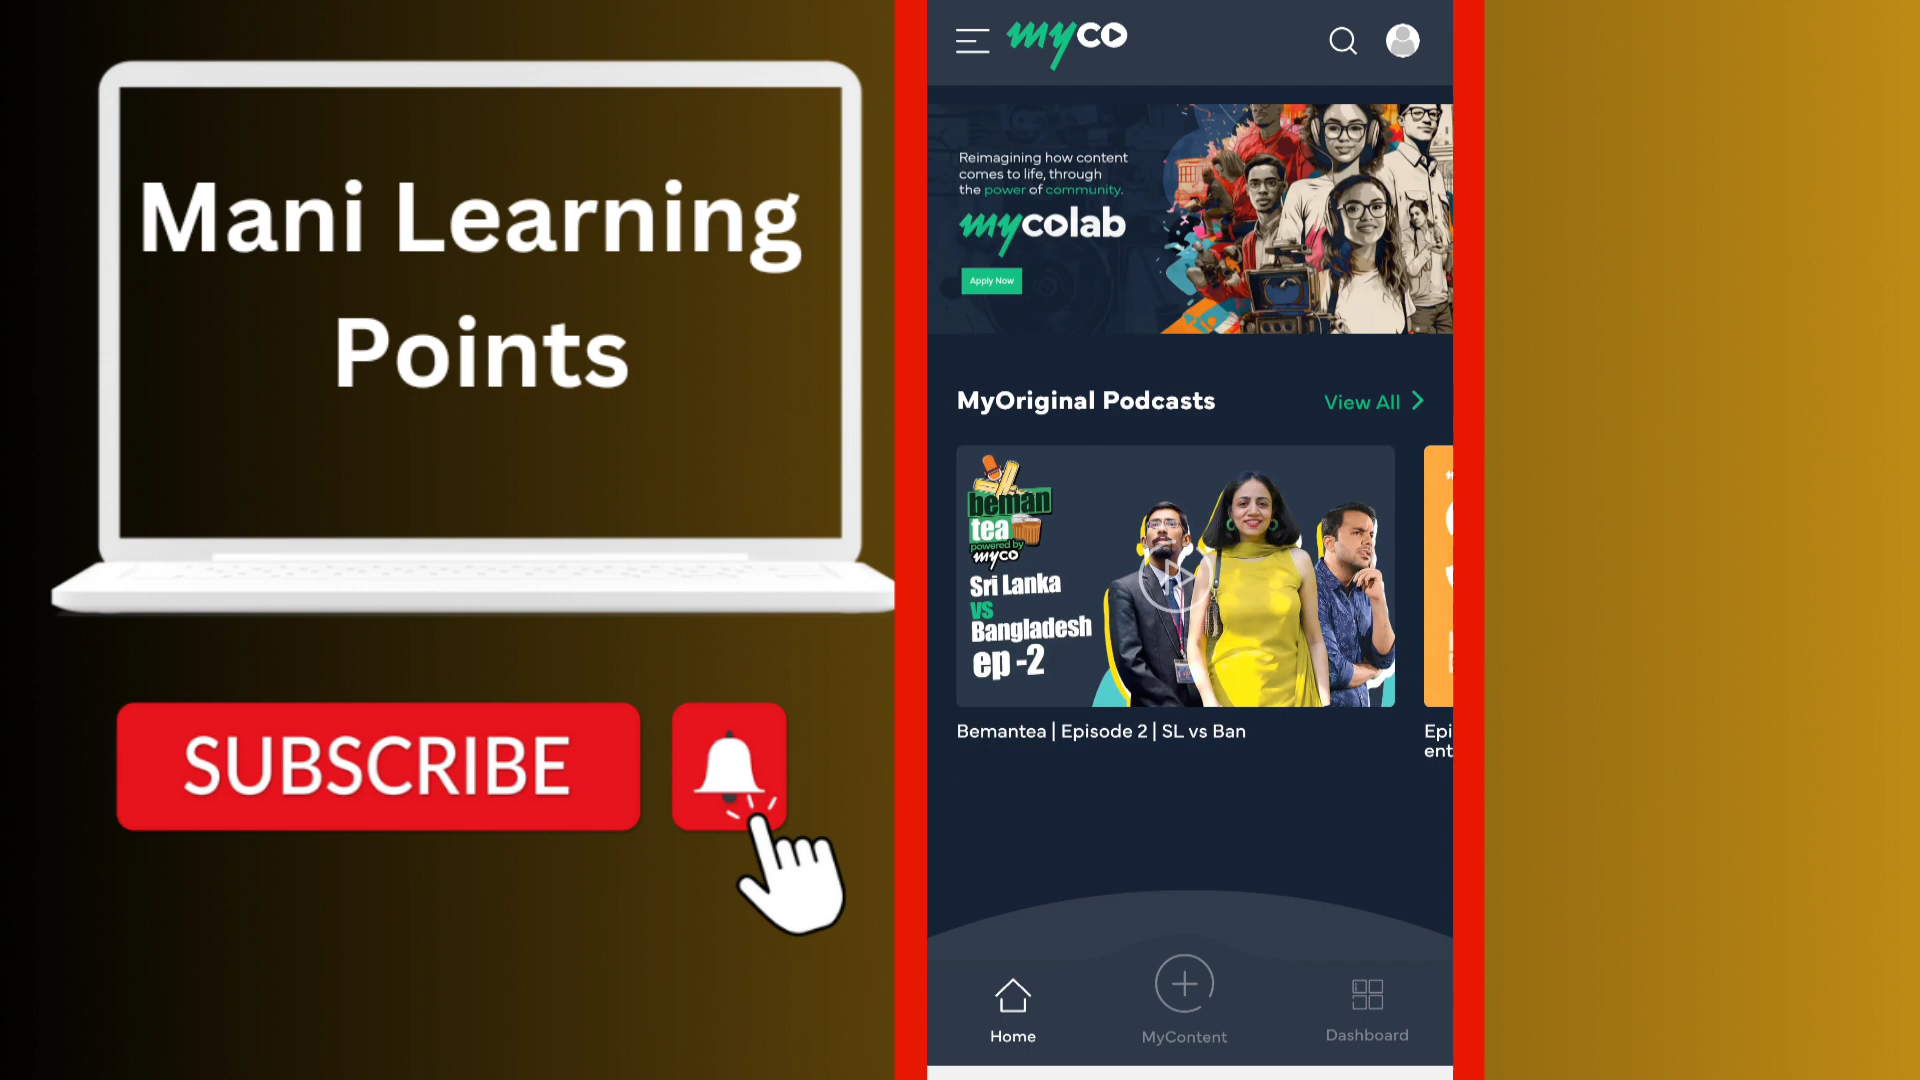 Mani Learning
Points
SUBSCRIBE
myco
Reimagining how content
comes to life, through
the power of community.
mycolab
Apply Now
MyOriginal Podcasts
View All
beman
tea
powered by
myco
Sri Lanka
VS
Bangladesh
ep -2
Bemantea | Episode 2 | SL vs Ban
Epi
ent
Home
MyContent
Dashboard